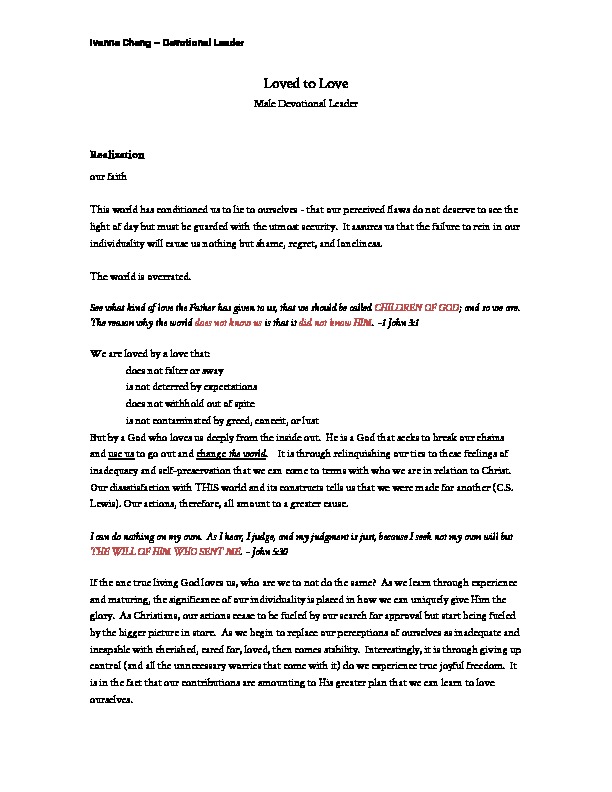 Ivanna Chang – Devotional Leader
Loved to Love
Male Devotional Leader
Realization
our faith
This world has conditioned us to lie to ourselves - that our perceived flaws do not deserve to see the
light of day but must be guarded with the utmost security. It assures us that the failure to rein in our
individuality will cause us nothing but shame, regret, and loneliness.
The world is overrated.
See what kind of love the Father has given to us, that we should be called CHILDREN OF GOD; and so we are.
The reason why the world does not know us is that it did not know HIM. -1 John 3:1
We are loved by a love that:
does not falter or sway
is not deterred by expectations
does not withhold out of spite
is not contaminated by greed, conceit, or lust
But by a God who loves us deeply from the inside out. He is a God that seeks to break our chains
and use us to go out and change the world. It is through relinquishing our ties to these feelings of
inadequacy and self-preservation that we can come to terms with who we are in relation to Christ.
Our dissatisfaction with THIS world and its constructs tells us that we were made for another (C.S.
Lewis). Our actions, therefore, all amount to a greater cause.
I can do nothing on my own. As I hear, I judge, and my judgment is just, because I seek not my own will but
THE WILL OF HIM WHO SENT ME. - John 5:30
If the one true living God loves us, who are we to not do the same? As we learn through experience
and maturing, the significance of our individuality is placed in how we can uniquely give Him the
glory. As Christians, our actions cease to be fueled by our search for approval but start being fueled
by the bigger picture in store. As we begin to replace our perceptions of ourselves as inadequate and
incapable with cherished, cared for, loved, then comes stability. Interestingly, it is through giving up
control (and all the unnecessary worries that come with it) do we experience true joyful freedom. It
is in the fact that our contributions are amounting to His greater plan that we can learn to love
ourselves.